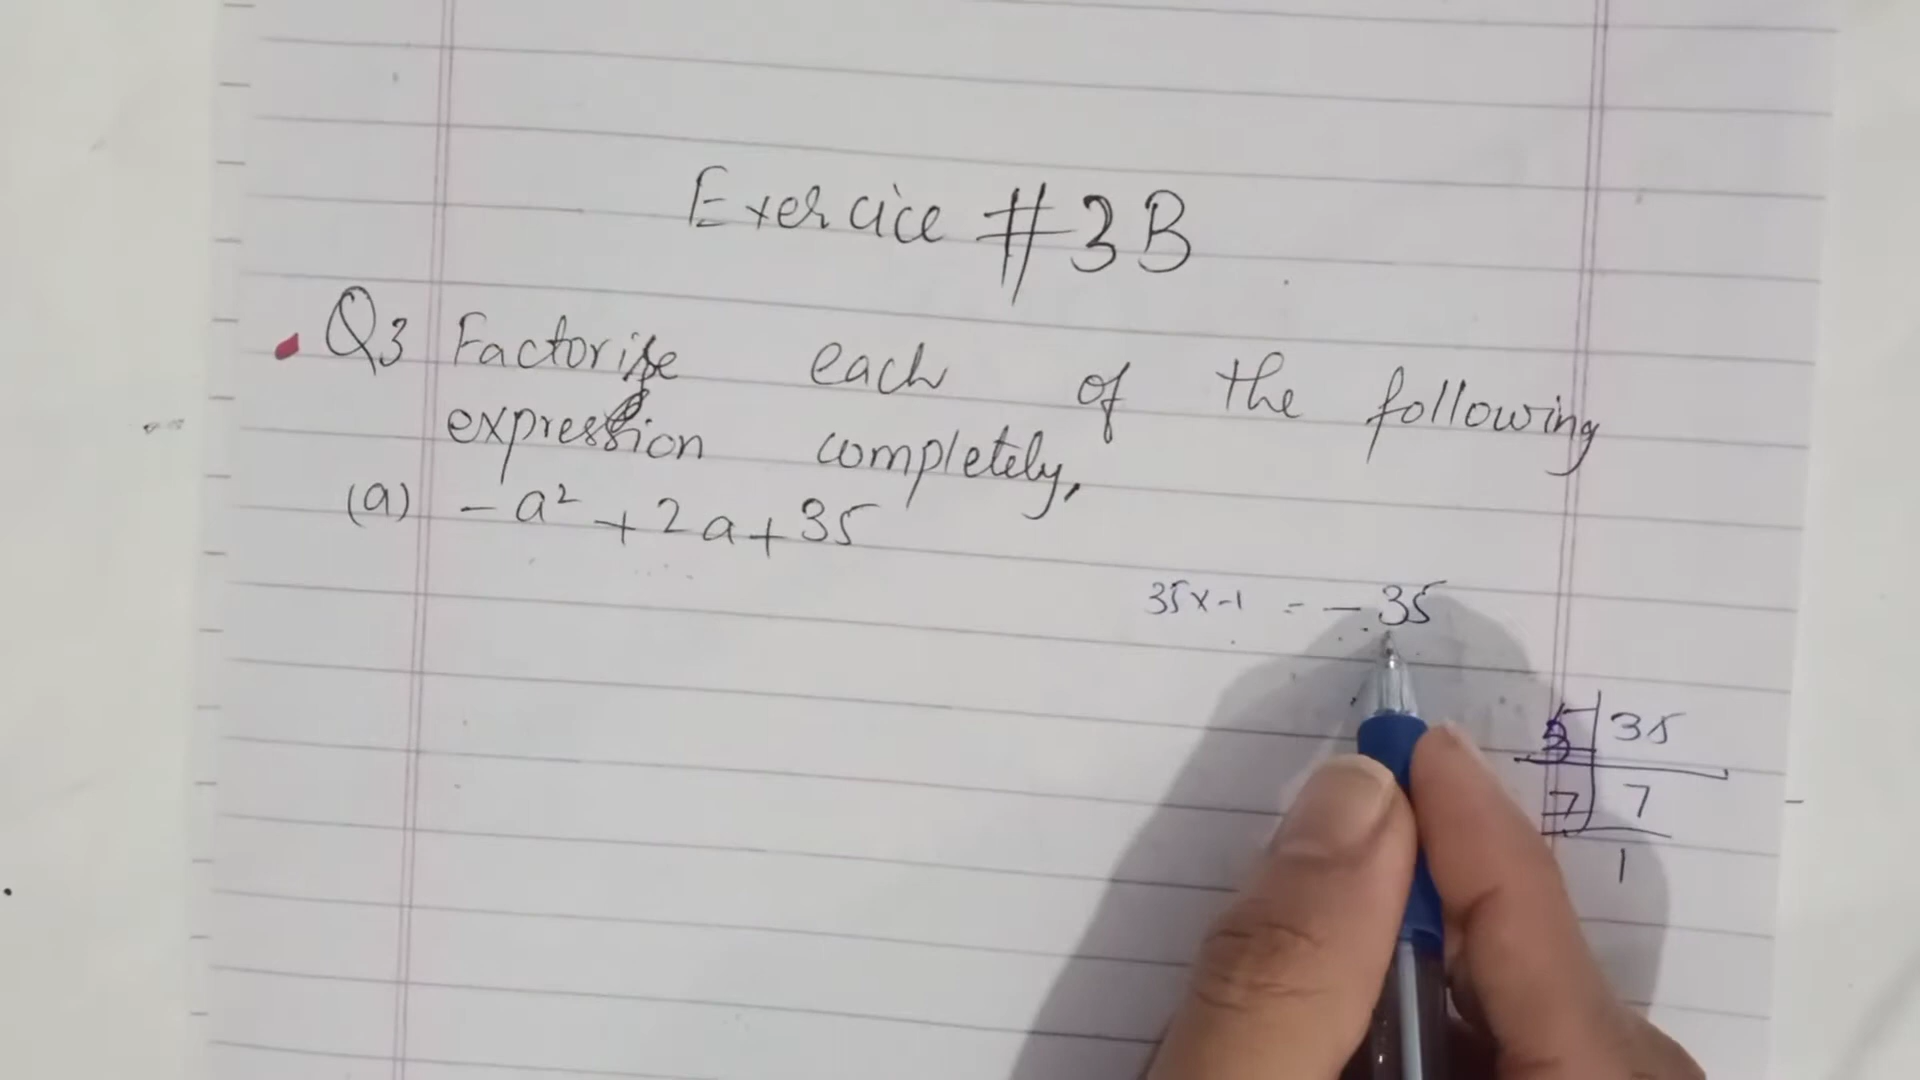 Exercice #3B
Q3 Factorise each of the following
expression completely,
(a) -a² + 2a + 35
35x-1 = -35
5 | 35
7 | 7
1